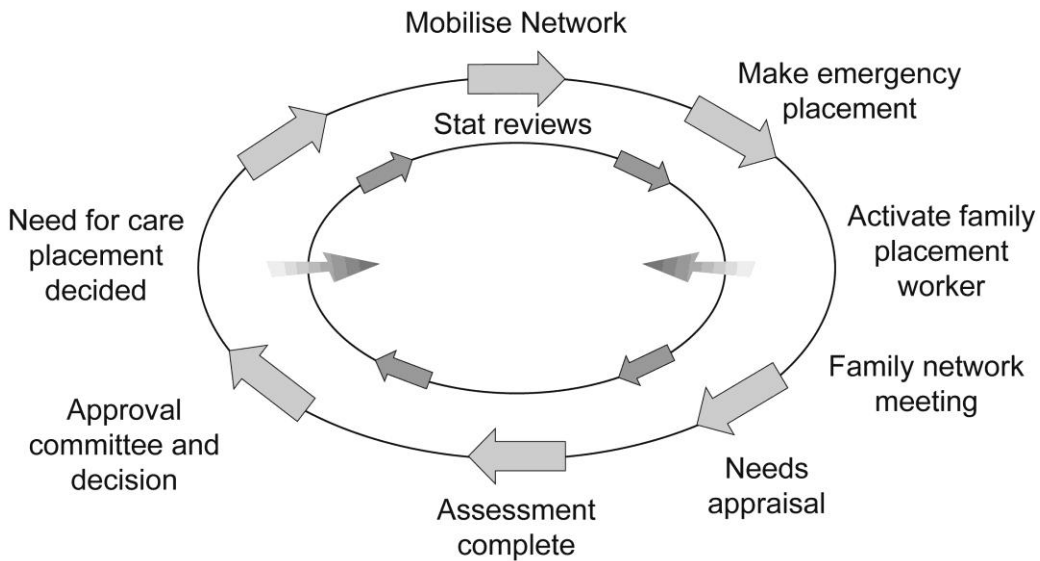 Mobilise Network
Make emergency
placement
Stat reviews
Activate family
placement
worker
Family network
meeting
Needs
appraisal
Assessment
complete
Approval
committee and
decision
Need for care
placement
decided